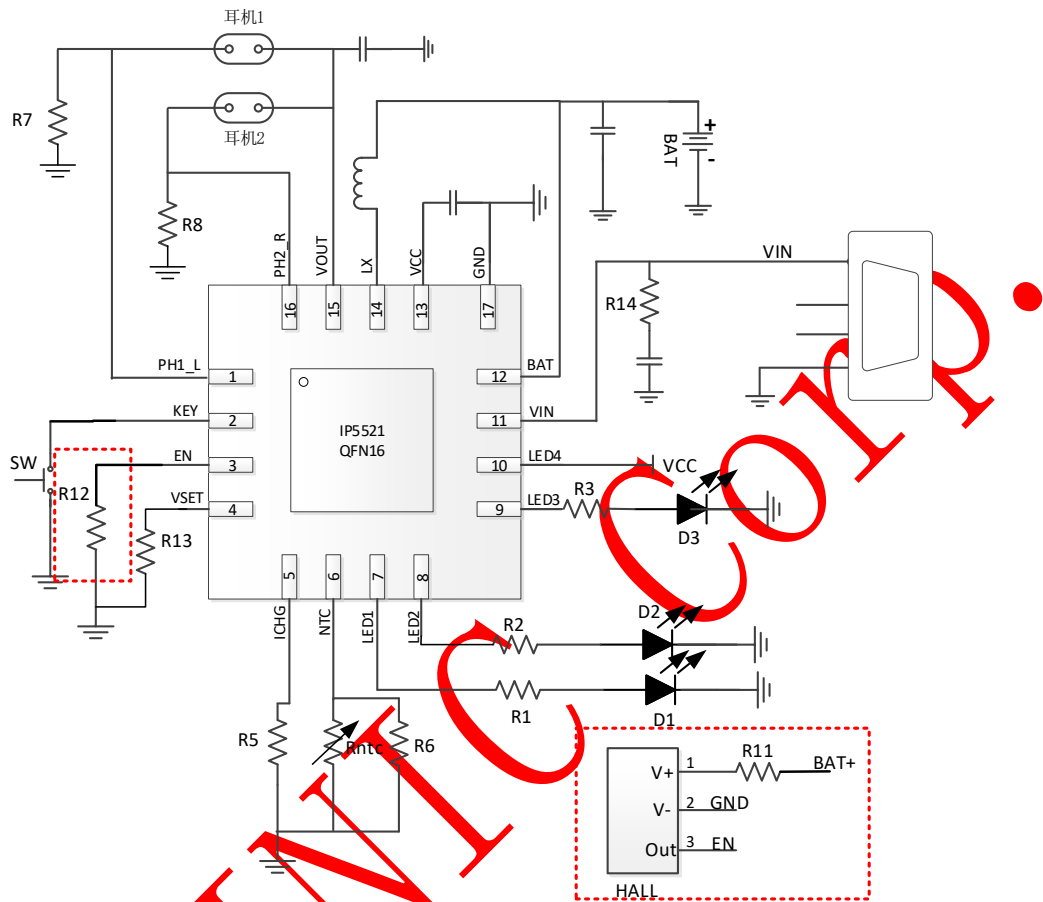 耳机1
R7
耳机2
BAT
+
-
R8
PH2_R
VOUT
LX
VCC
GND
VIN
R14
16
15
14
13
17
PH1_L
1
12
BAT
KEY
2
11
VIN
IP5521
QFN16
SW
EN
3
10
LED4
VCC
R12
VSET
4
9
LED3
R3
R13
D3
5
6
7
8
ICHG
NTC
LED1
LED2
R2
D2
R1
D1
R5
Rntc
R6
V+
1
R11
BAT+
V-
2
GND
Out
3
EN
HALL
Corp.